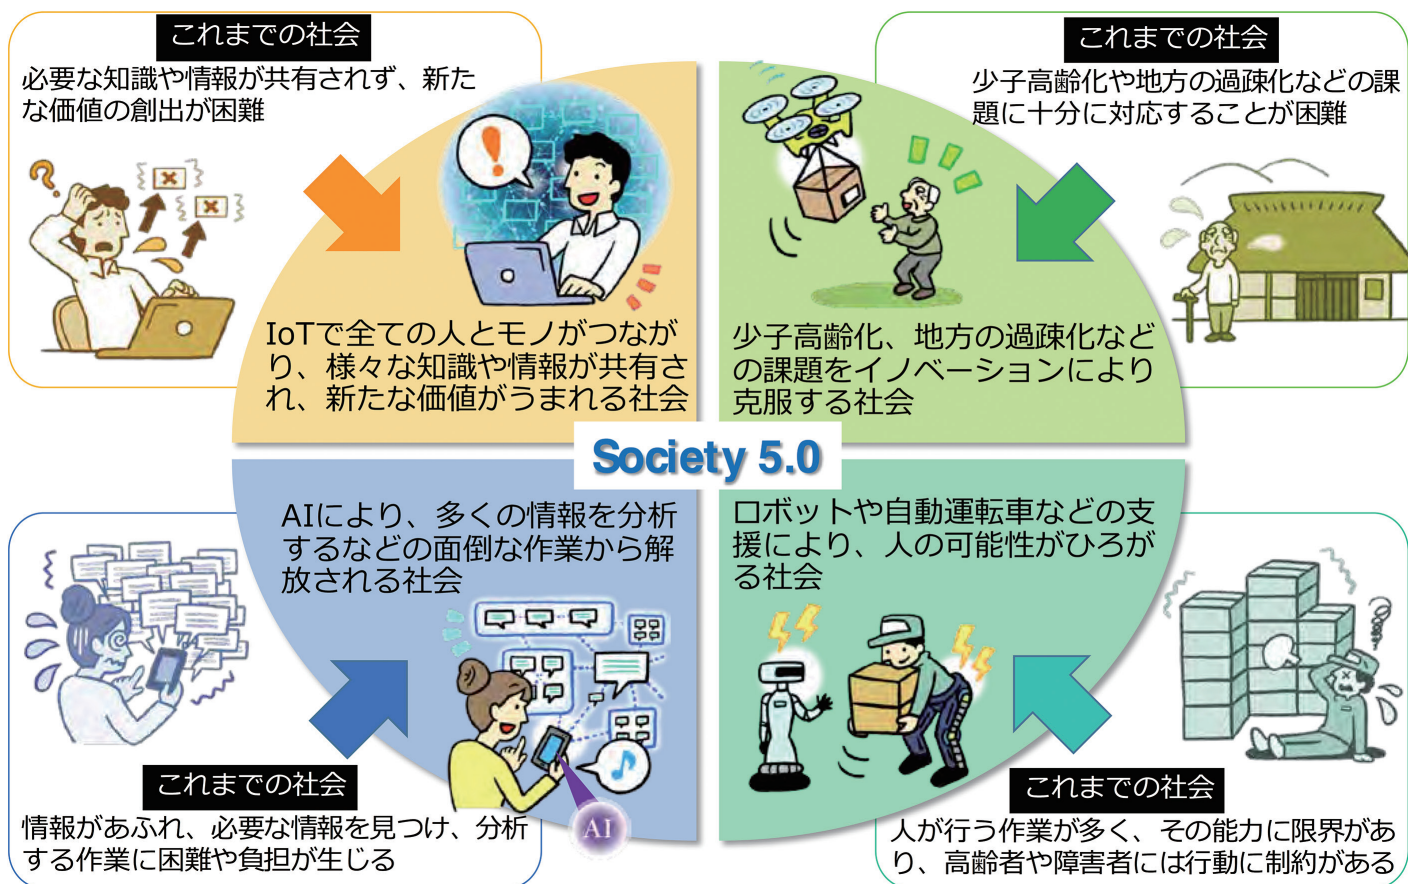 これまでの社会
必要な知識や情報が共有されず、新た
な価値の創出が困難
IoTで全ての人とモノがつなが
り、様々な知識や情報が共有さ
れ、新たな価値がうまれる社会
これまでの社会
少子高齢化や地方の過疎化などの課
題に十分に対応することが困難
少子高齢化、地方の過疎化など
の課題をイノベーションにより
克服する社会
Society 5.0
AIにより、多くの情報を分析
するなどの面倒な作業から解
放される社会
AI
これまでの社会
情報があふれ、必要な情報を見つけ、分析
する作業に困難や負担が生じる
ロボットや自動運転車などの支
援により、人の可能性がひろが
る社会
これまでの社会
人が行う作業が多く、その能力に限界があ
り、高齢者や障害者には行動に制約がある